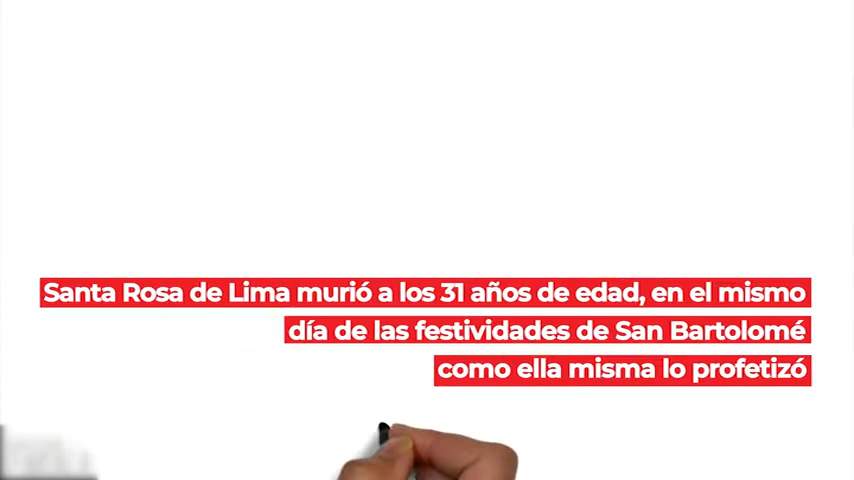 Santa Rosa de Lima murió a los 31 años de edad, en el mismo
día de las festividades de San Bartolomé
como ella misma lo profetizó